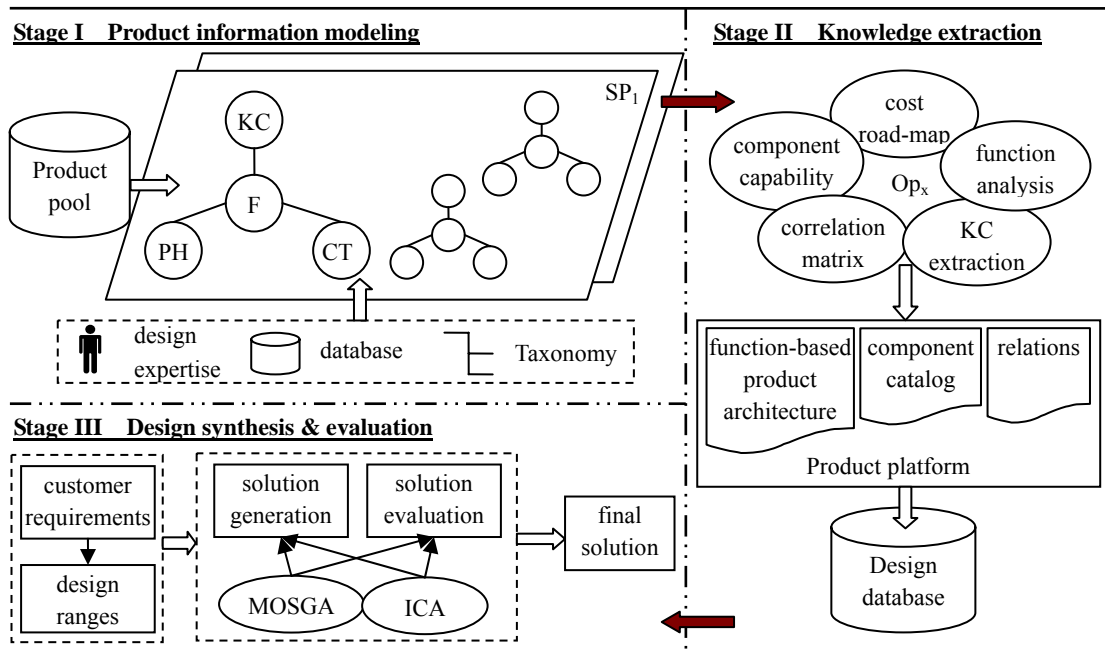 Stage I Product information modeling
SP1
KC
Product
pool
F
PH
CT
design
expertise
database
Taxonomy
Stage II Knowledge extraction
cost
road-map
component
capability
function
analysis
Opx
correlation
matrix
KC
extraction
function-based
product
architecture
component
catalog
relations
Product platform
Design
database
Stage III Design synthesis & evaluation
customer
requirements
design
ranges
solution
generation
solution
evaluation
MOSGA
ICA
final
solution